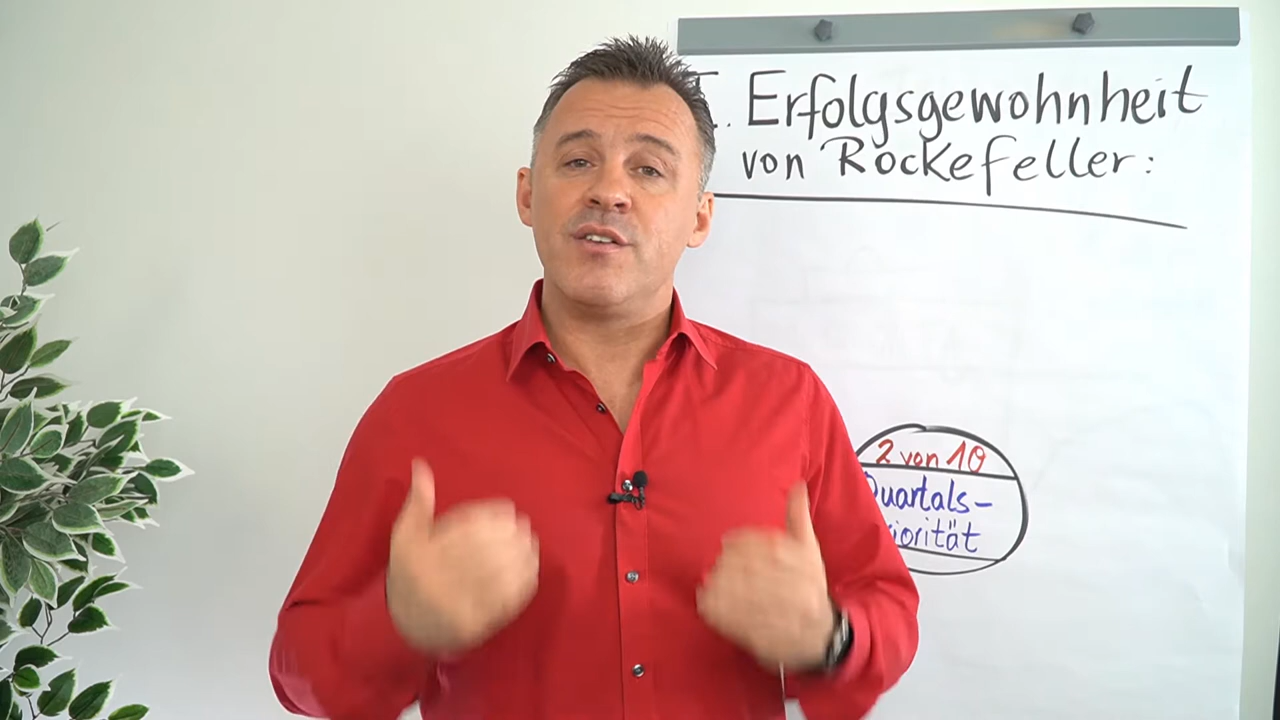 I. Erfolgsgewohnheit
von Rockefeller:
2 von 10
Quartals-